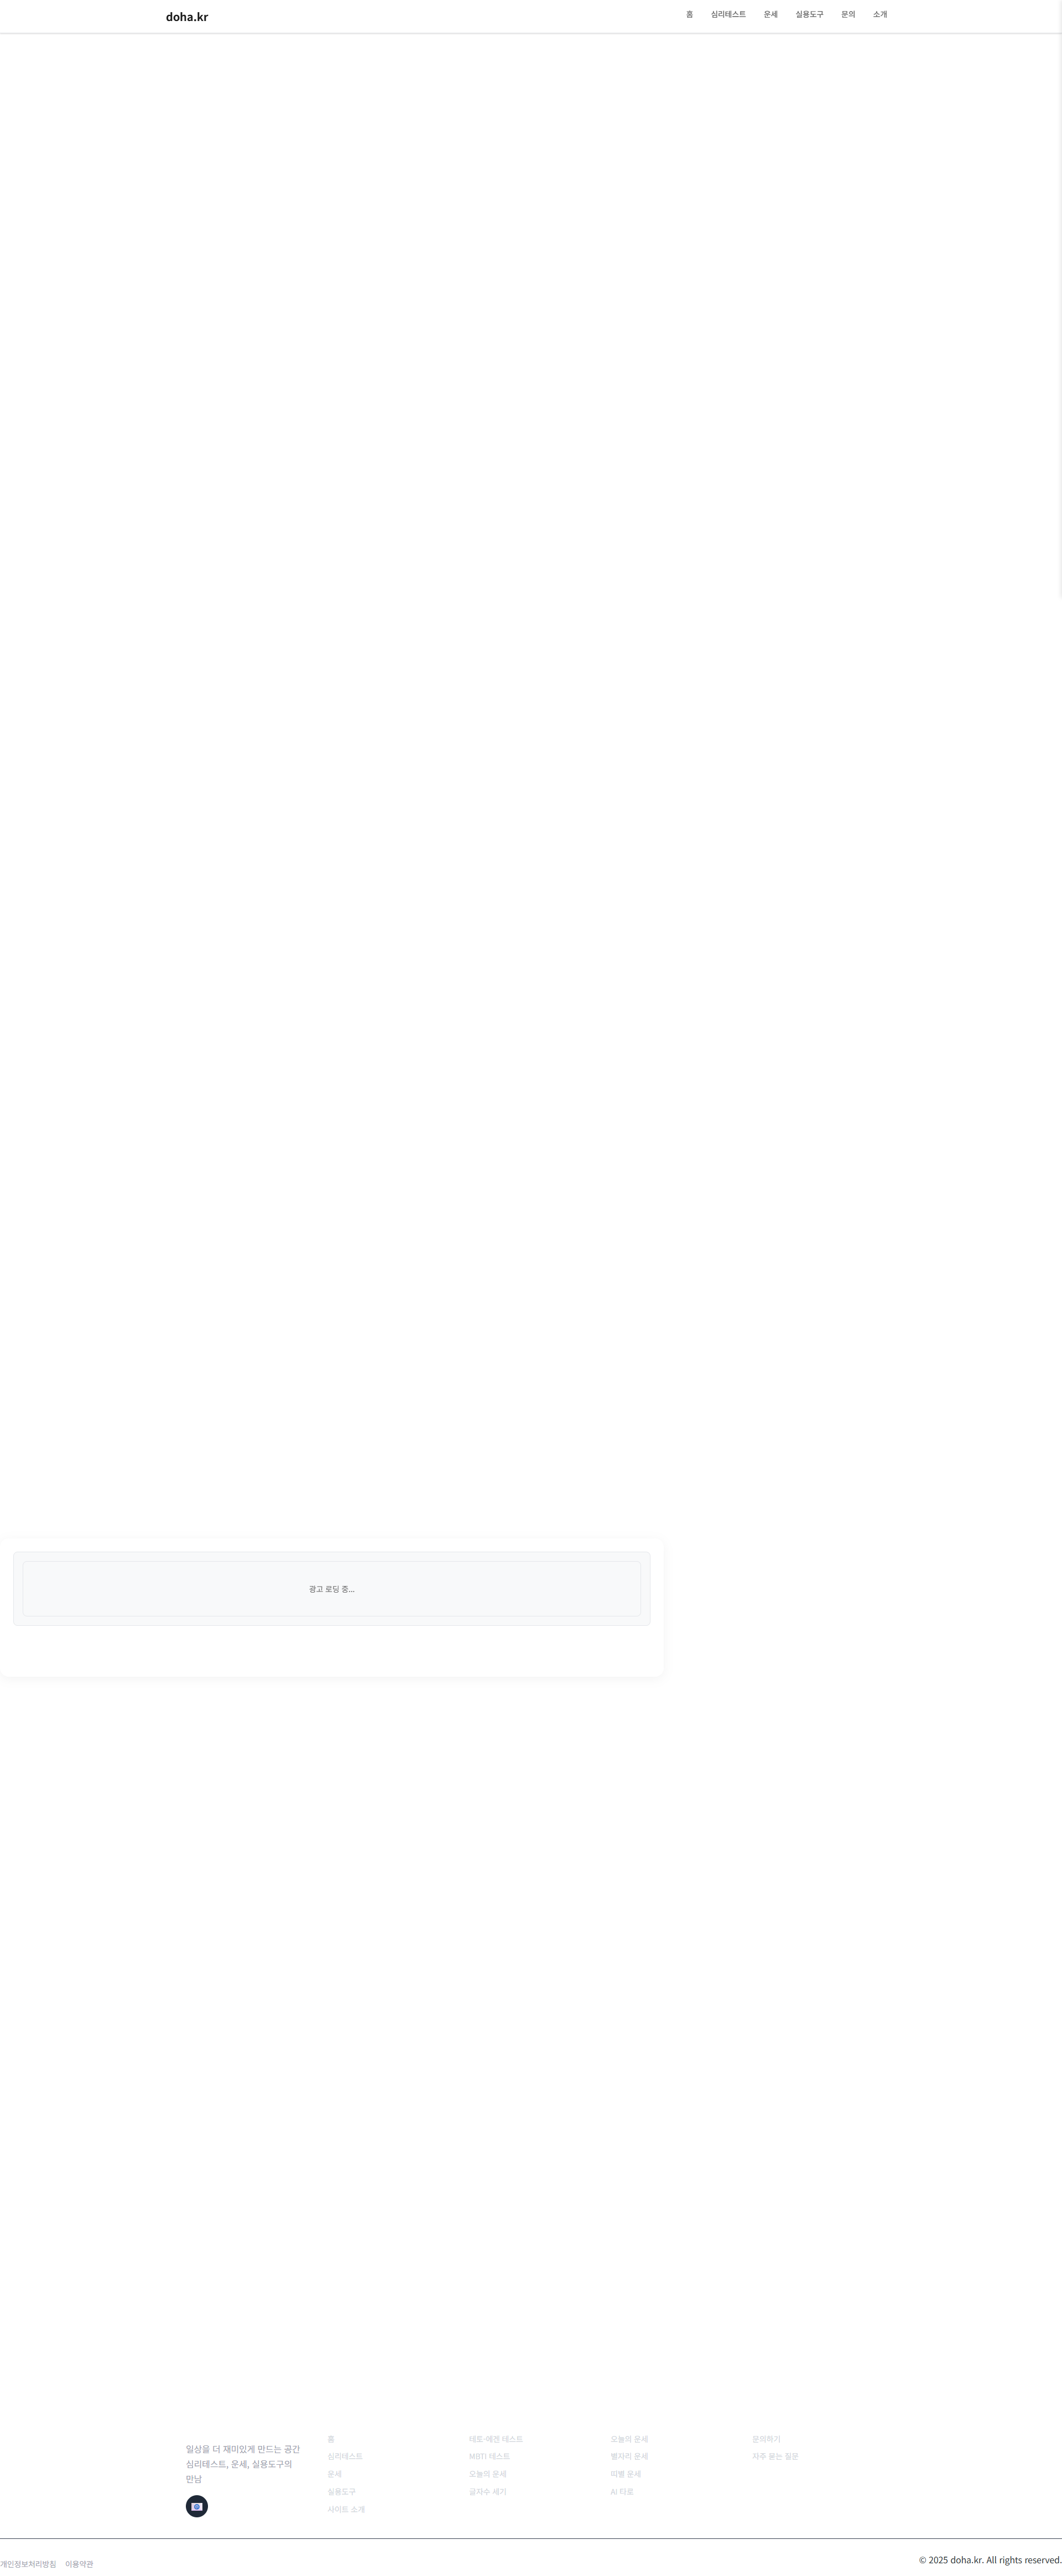 doha.kr
홈 심리테스트 운세 실용도구 문의 소개
광고 로딩 중...
일상을 더 재미있게 만드는 공간
심리테스트, 운세, 실용도구의
만남
홈
심리테스트
운세
실용도구
사이트 소개
테토-에겐 테스트
MBTI 테스트
오늘의 운세
글자수 세기
오늘의 운세
별자리 운세
띠별 운세
AI 타로
문의하기
자주 묻는 질문
개인정보처리방침 이용약관
© 2025 doha.kr. All rights reserved.